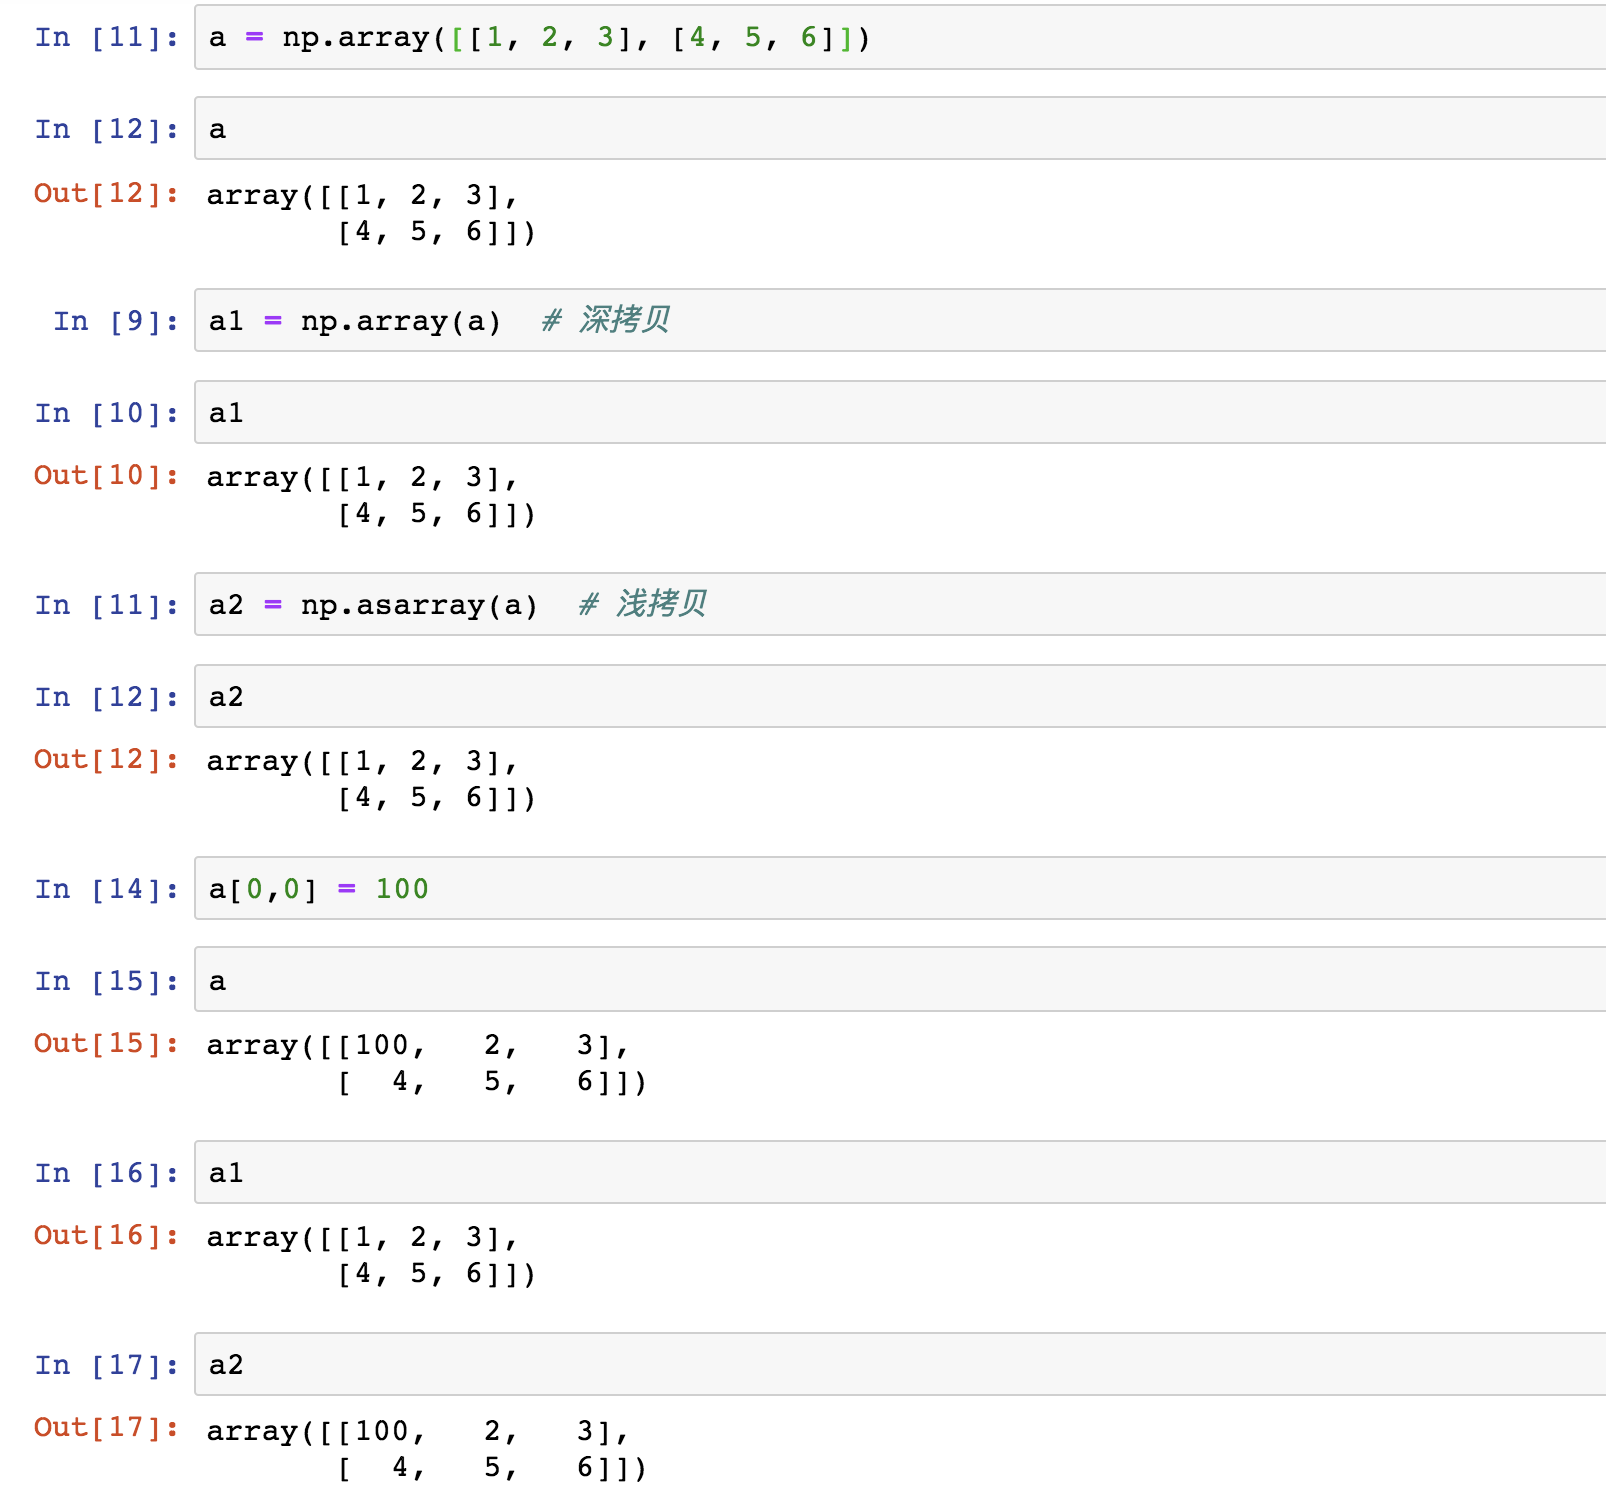 In [11]: a = np.array([[1, 2, 3], [4, 5, 6]])
In [12]: a
Out[12]: array([[1, 2, 3],
       [4, 5, 6]])
In [9]: a1 = np.array(a)  # 深拷贝
In [10]: a1
Out[10]: array([[1, 2, 3],
       [4, 5, 6]])
In [11]: a2 = np.asarray(a)  # 浅拷贝
In [12]: a2
Out[12]: array([[1, 2, 3],
       [4, 5, 6]])
In [14]: a[0,0] = 100
In [15]: a
Out[15]: array([[100,   2,   3],
       [  4,   5,   6]])
In [16]: a1
Out[16]: array([[1, 2, 3],
       [4, 5, 6]])
In [17]: a2
Out[17]: array([[100,   2,   3],
       [  4,   5,   6]])